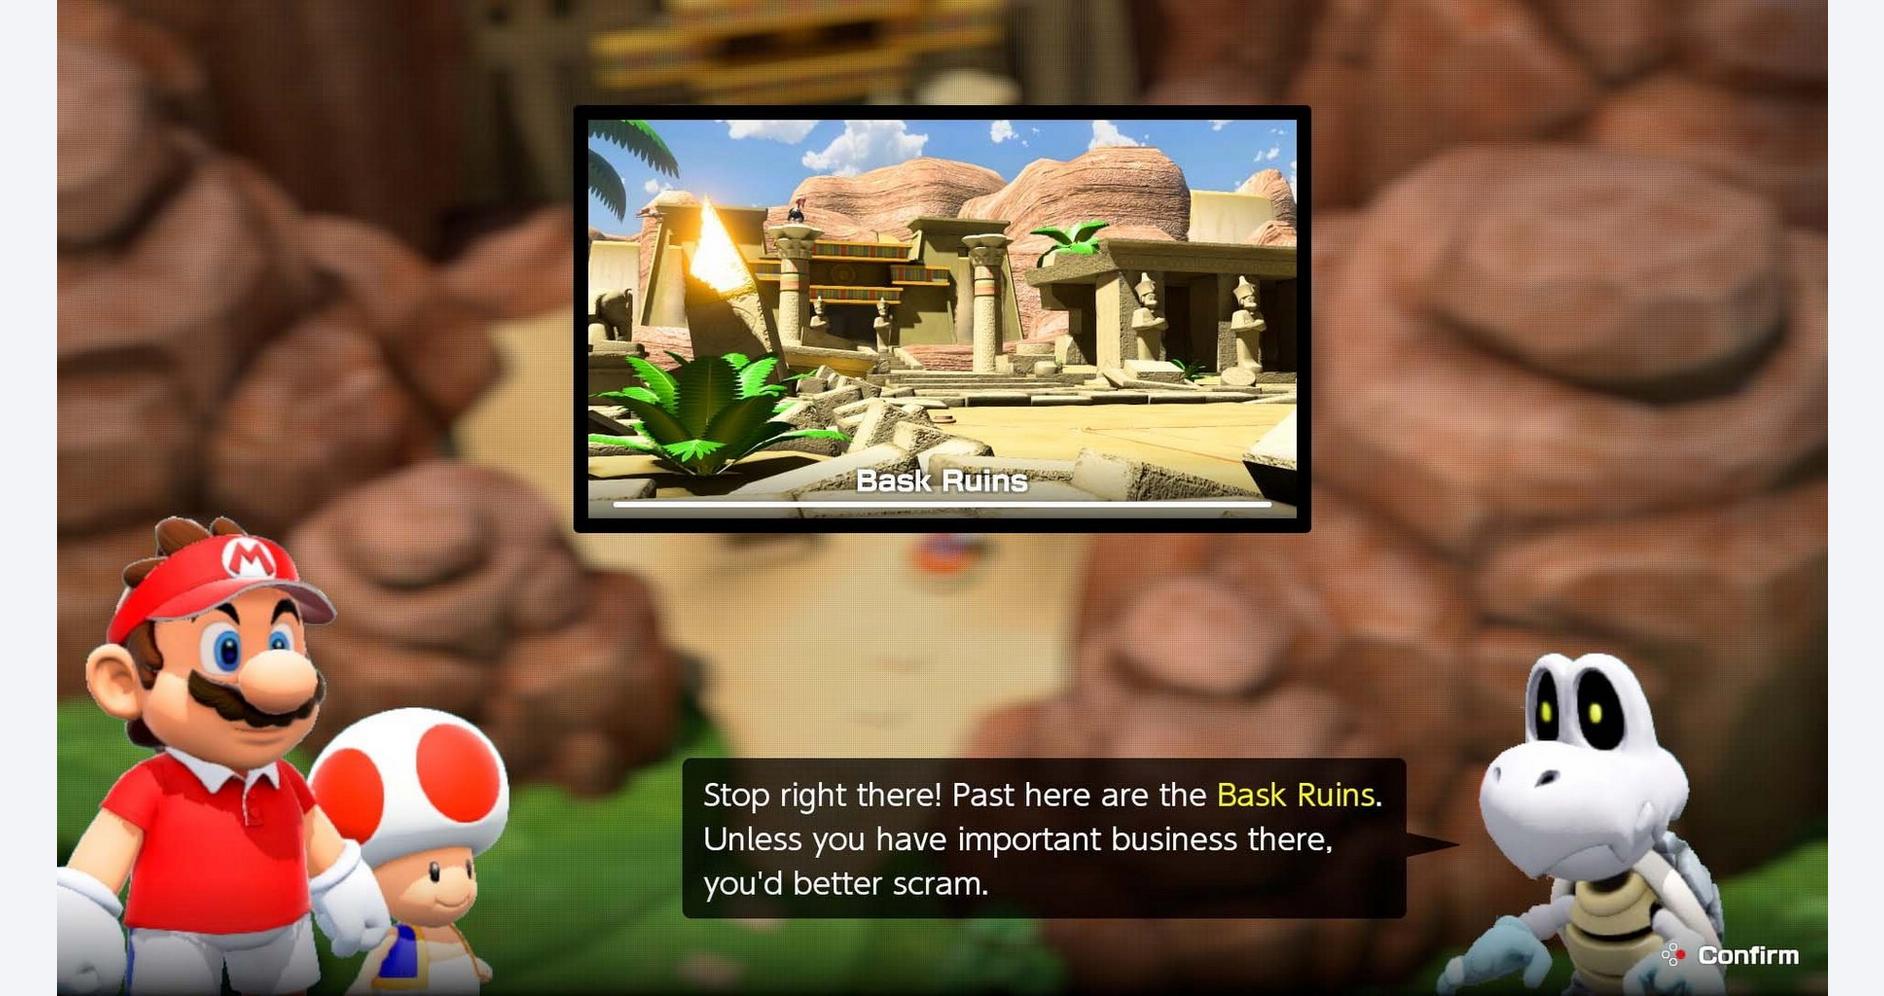 Bask Ruins
M
Stop right there! Past here are the Bask Ruins.
Unless you have important business there,
you'd better scram.
Confirm